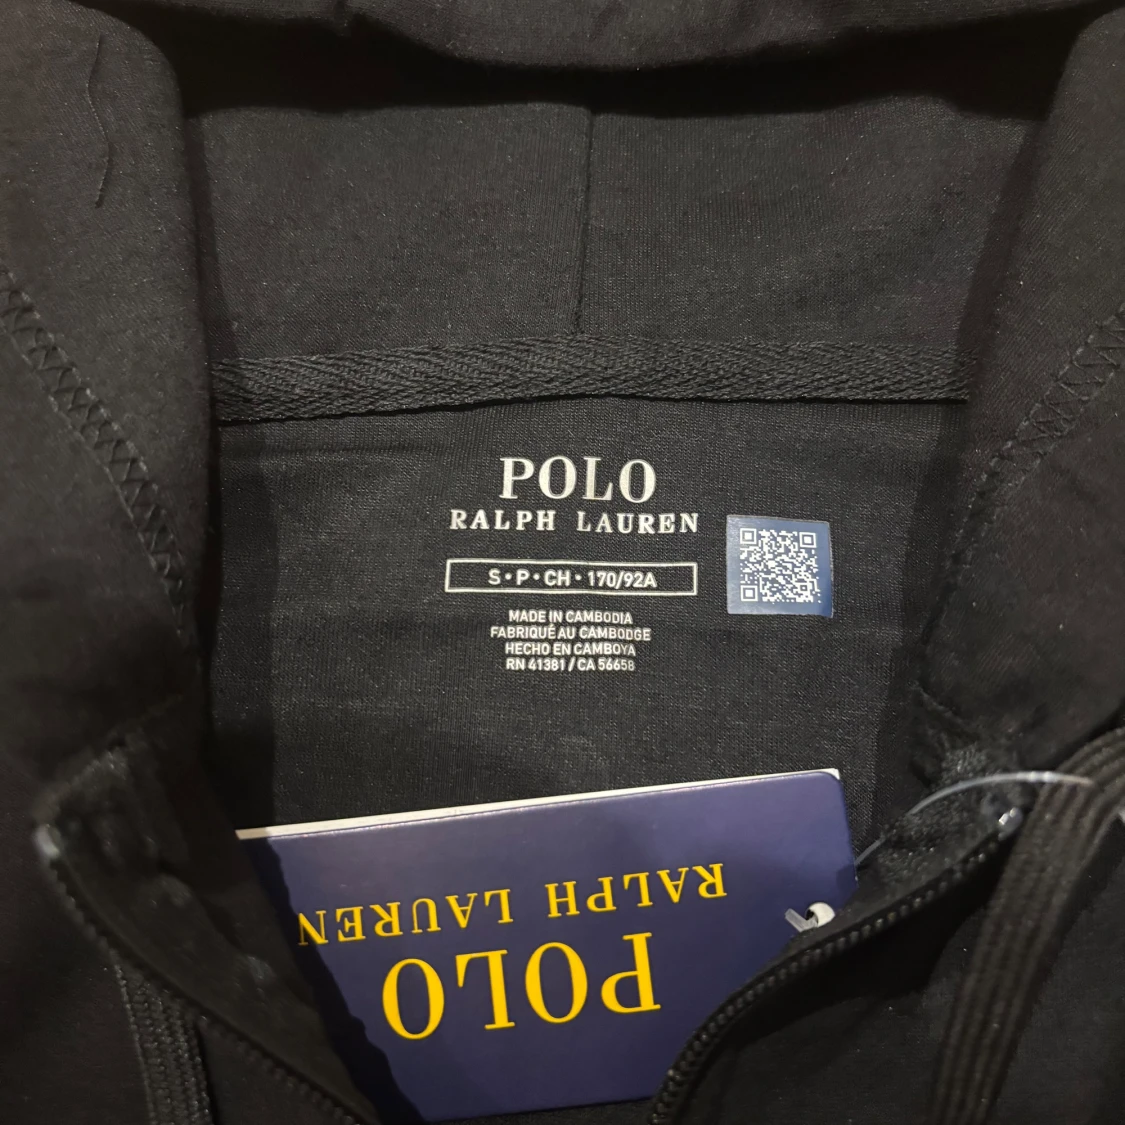 POLO
RALPH LAUREN
S•P•CH•170/92A
MADE IN CAMBODIA
FABRIQUÉ AU CAMBODGE
HECHO EN CAMBOYA
RN 41381 / CA 56658
POLO
RALPH LAUREN